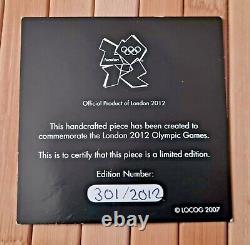 london
Official Product of London 2012
This handcrafted piece has been created to
commemorate the London 2012 Olympic Games.
This is to certify that this piece is a limited edition.
Edition Number:
301/2012
© LOCOG 2007